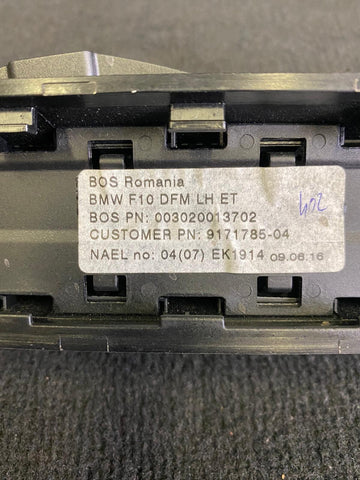 BOS Romania
BMW F10 DFM LH ET
BOS PN: 003020013702
CUSTOMER PN: 9171785-04
NAEL no: 04(07) EK1914 09.06.16